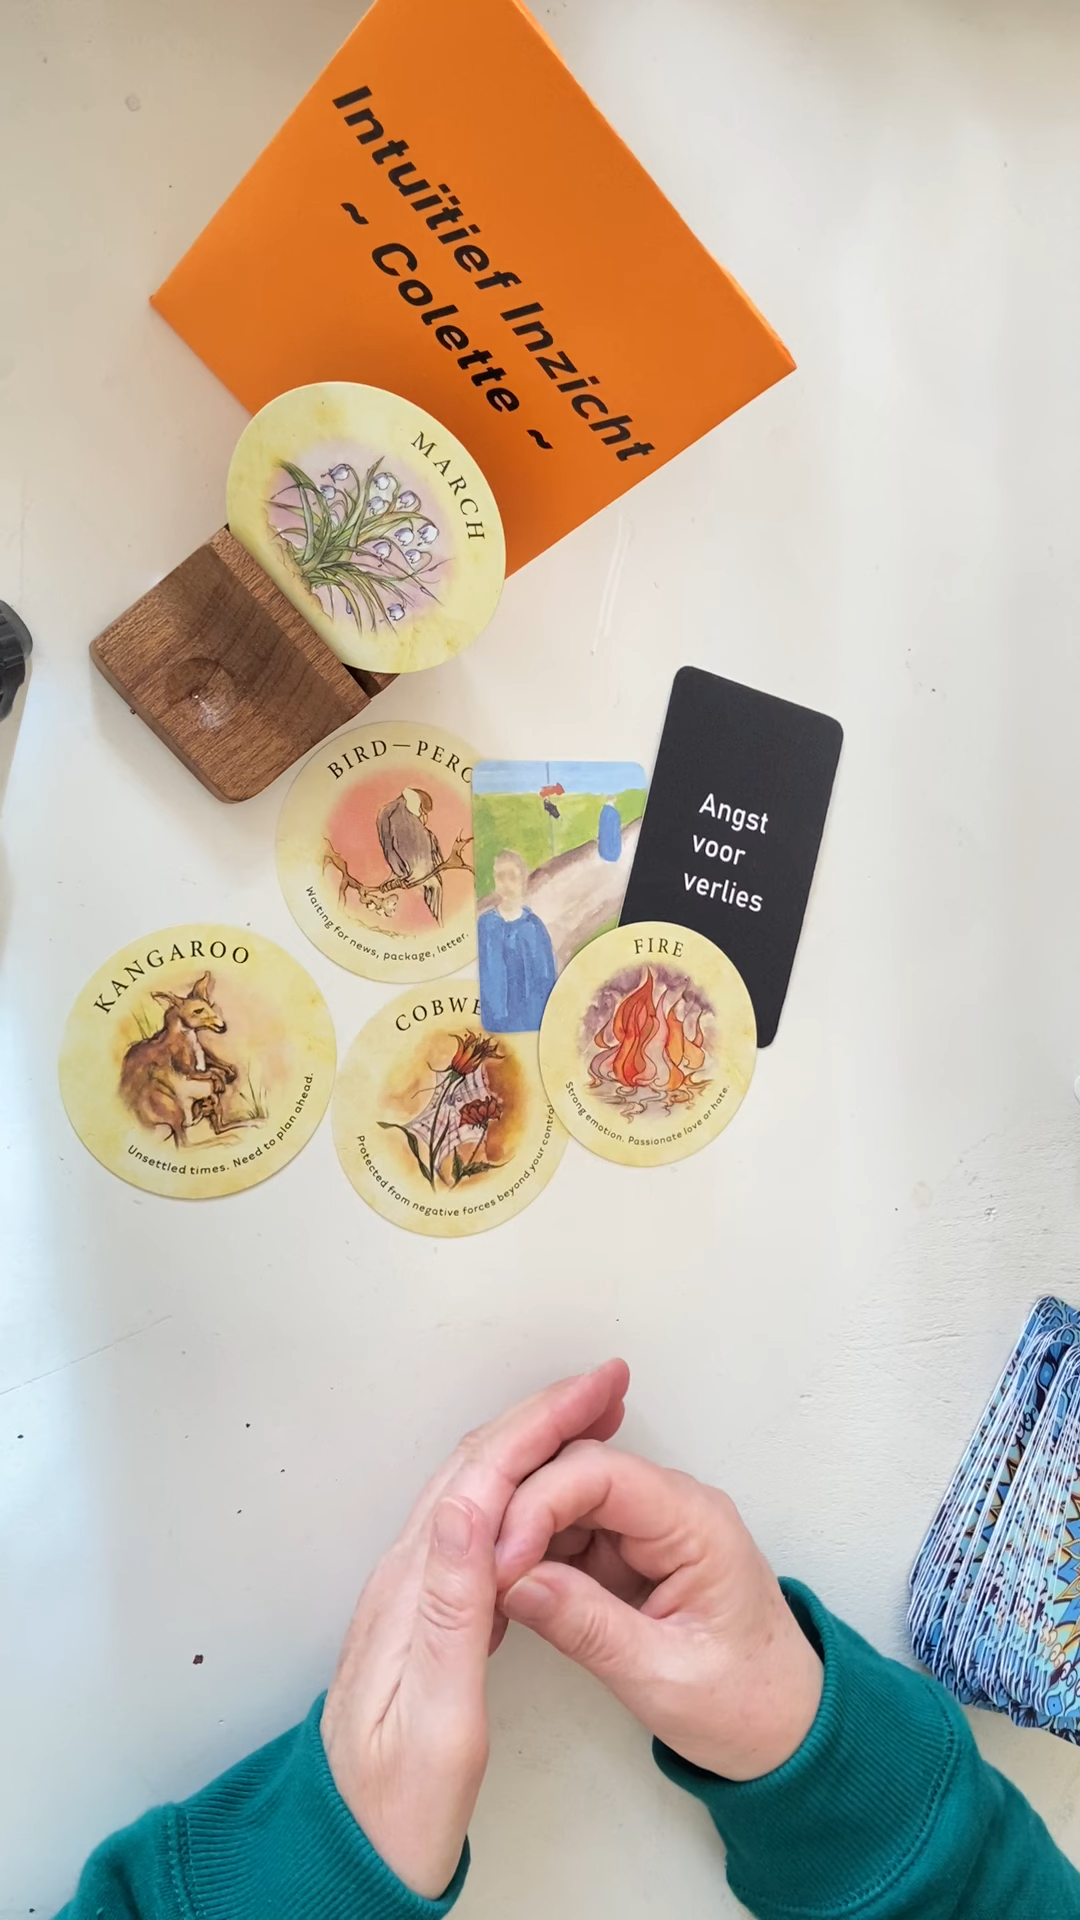 Intuïtief Inzicht
~ Colette ~
MARCH
BIRD—PERC
Waiting for news, package, letter.
Angst
voor
verlies
KANGAROO
Unsettled times. Need to plan ahead.
COBWE
Protected from negative forces beyond your control
FIRE
Strong emotion. Passionate love or hate.